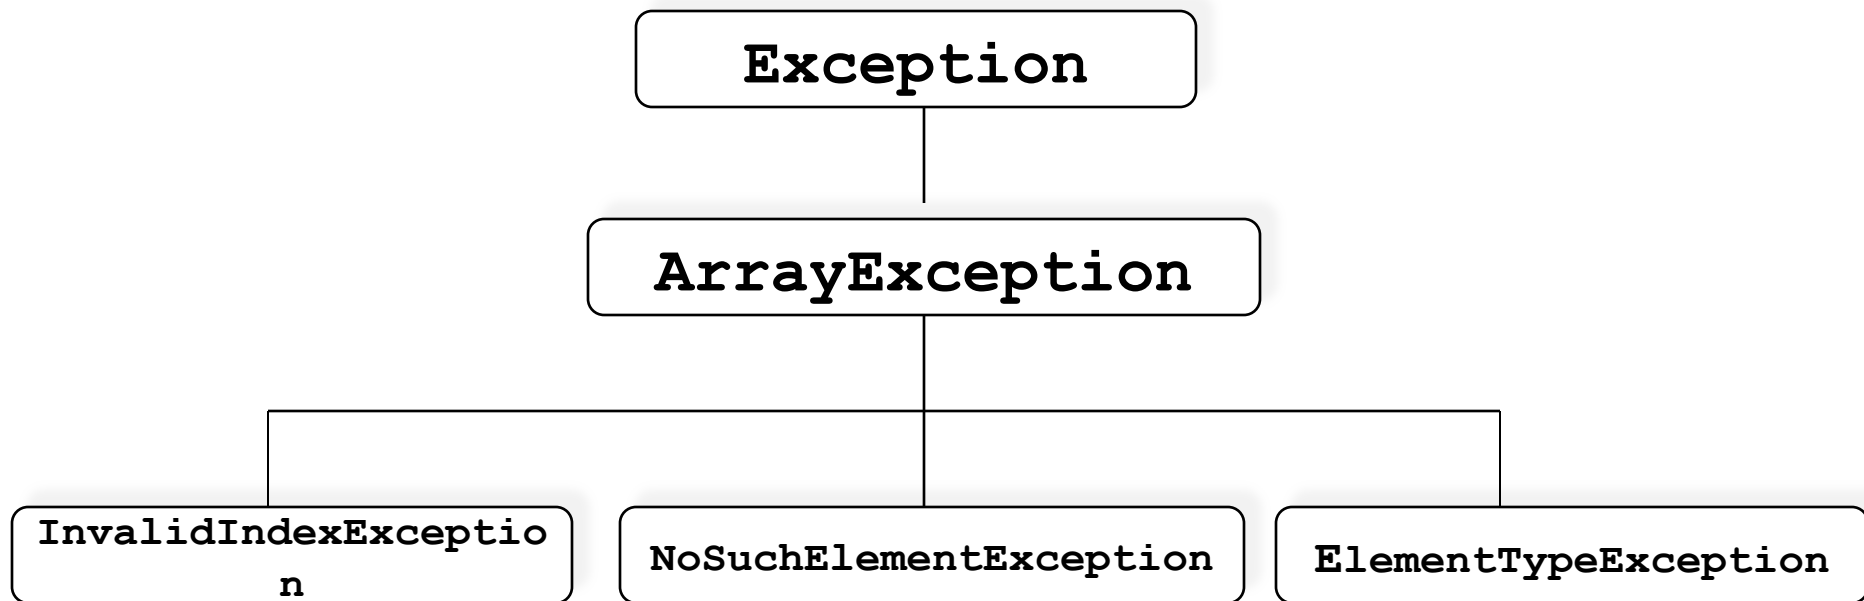 Exception
ArrayException
InvalidIndexExceptio
n
NoSuchElementException
ElementTypeException